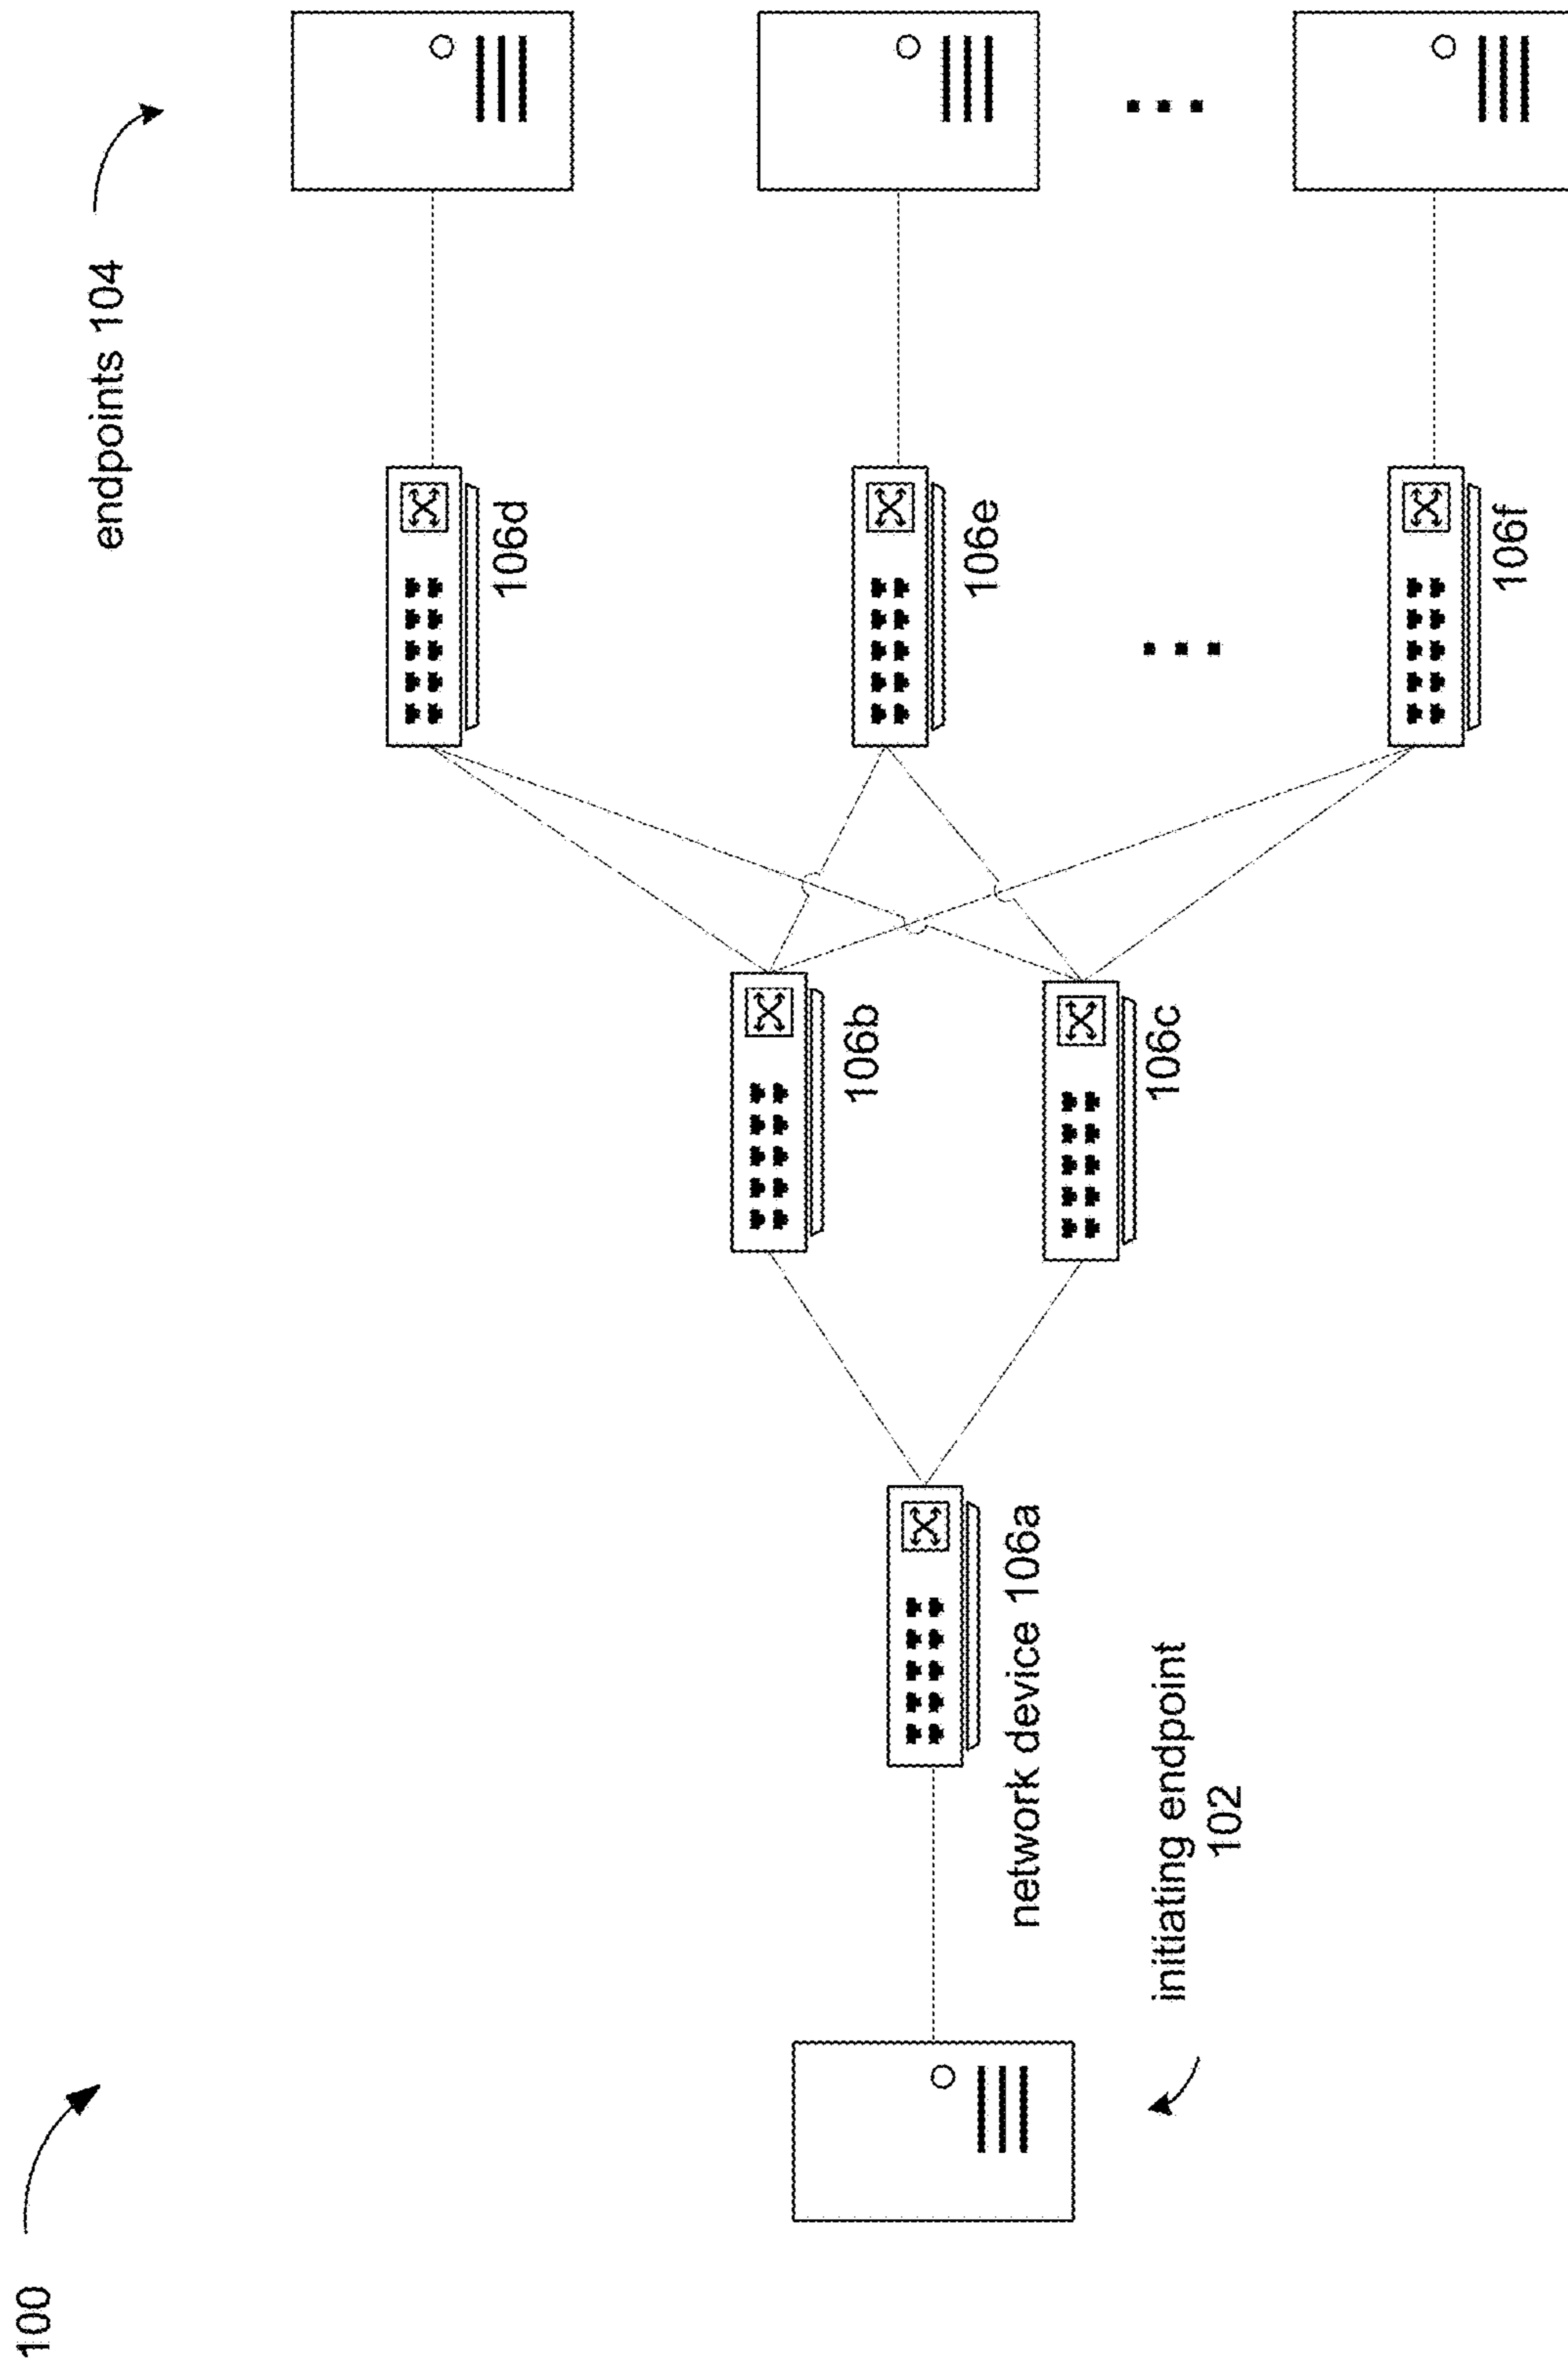 100
endpoints 104
106d
106e
106f
106b
106c
network device 106a
initiating endpoint
102